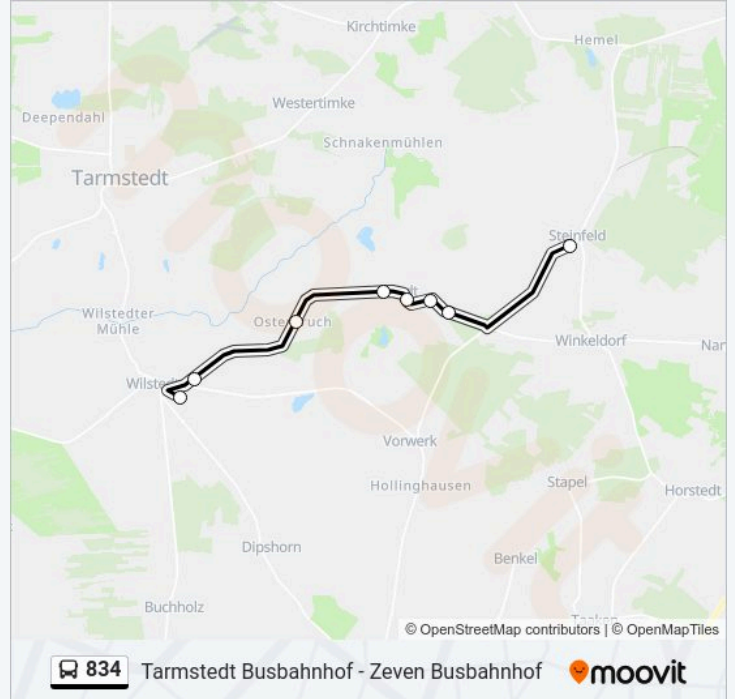 Kirchtimke
Hemel
Westertimke
Deependahl
Schnakenmühlen
Tarmstedt
Steinfeld
Wilstedter
Mühle
Winkeldorf
Vorwerk
Stapel
Hollinghausen
Horstedt
Dipshorn
Benkel
Buchholz
© OpenStreetMap contributors | © OpenMapTiles
834 Tarmstedt Busbahnhof - Zeven Busbahnhof moovit